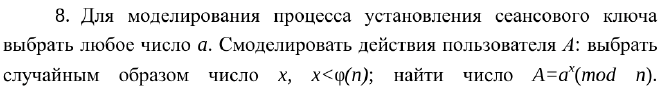 8. Для моделирования процесса установления сеансового ключа
выбрать любое число a. Смоделировать действия пользователя A: выбрать
случайным образом число x, x<φ(n); найти число A=aˣ(mod n).